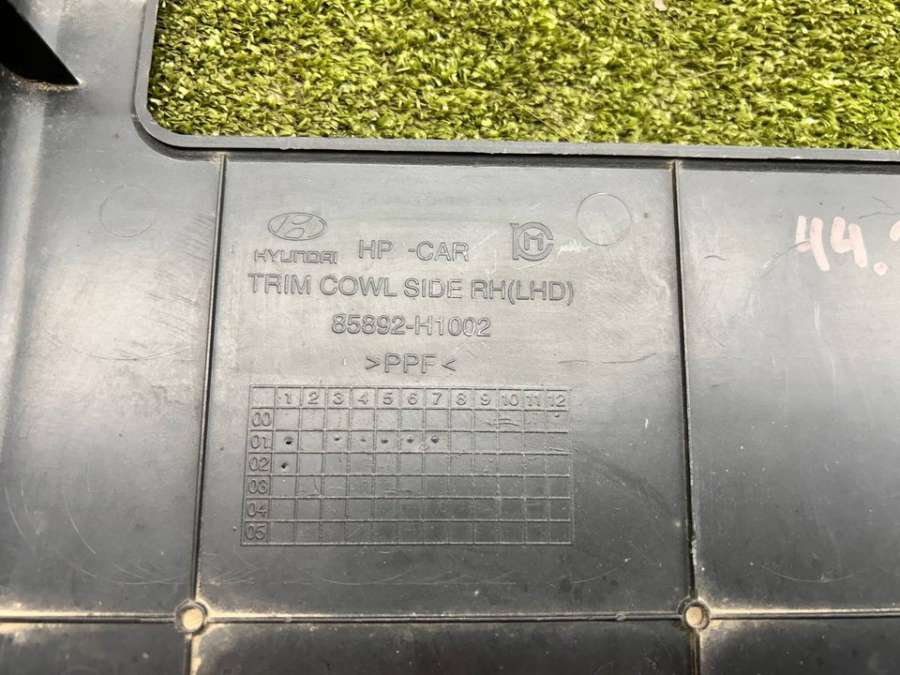 HYUNDAI HP -CAR
TRIM COWL SIDE RH(LHD)
85892-H1002
>PPF<
1 2 3 4 5 6 7 8 9 10 11 12
00
01
02
03
04
05
44.